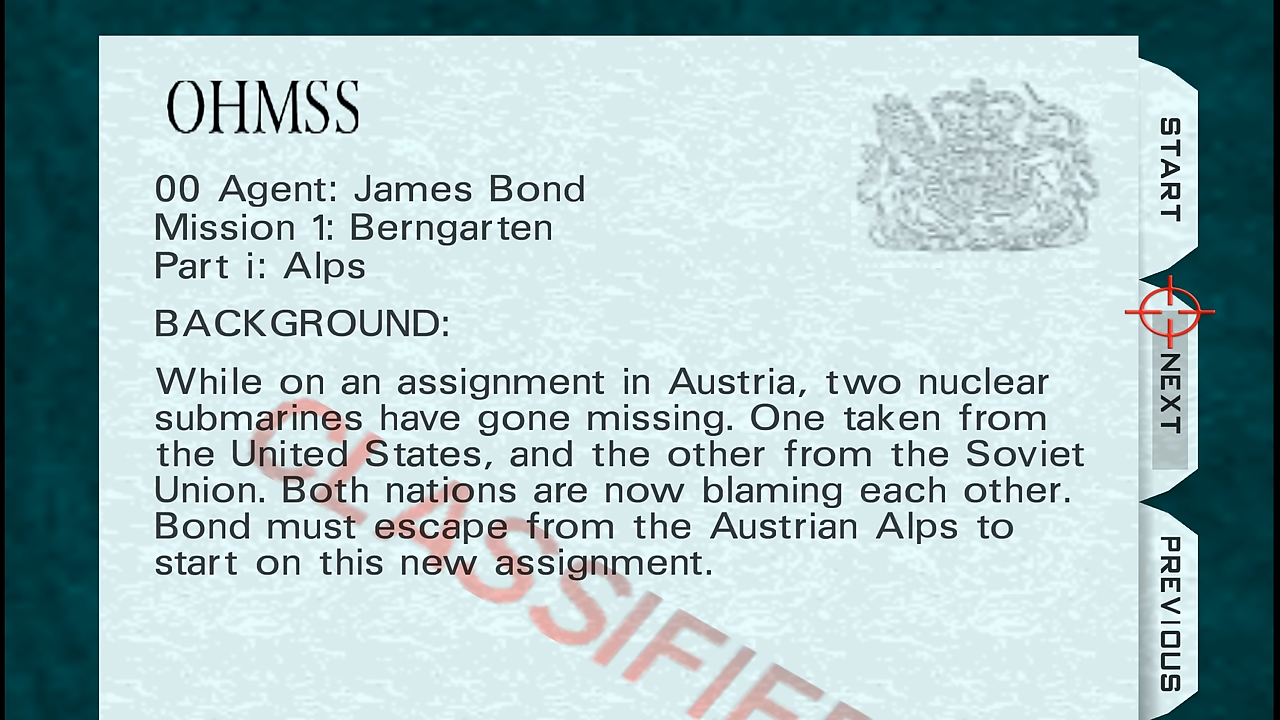 OHMSS
00 Agent: James Bond
Mission 1: Berngarten
Part i: Alps
BACKGROUND:
While on an assignment in Austria, two nuclear
submarines have gone missing. One taken from
the United States, and the other from the Soviet
Union. Both nations are now blaming each other.
Bond must escape from the Austrian Alps to
start on this new assignment.
CLASSIFIE
START
NEXT
PREVIOUS